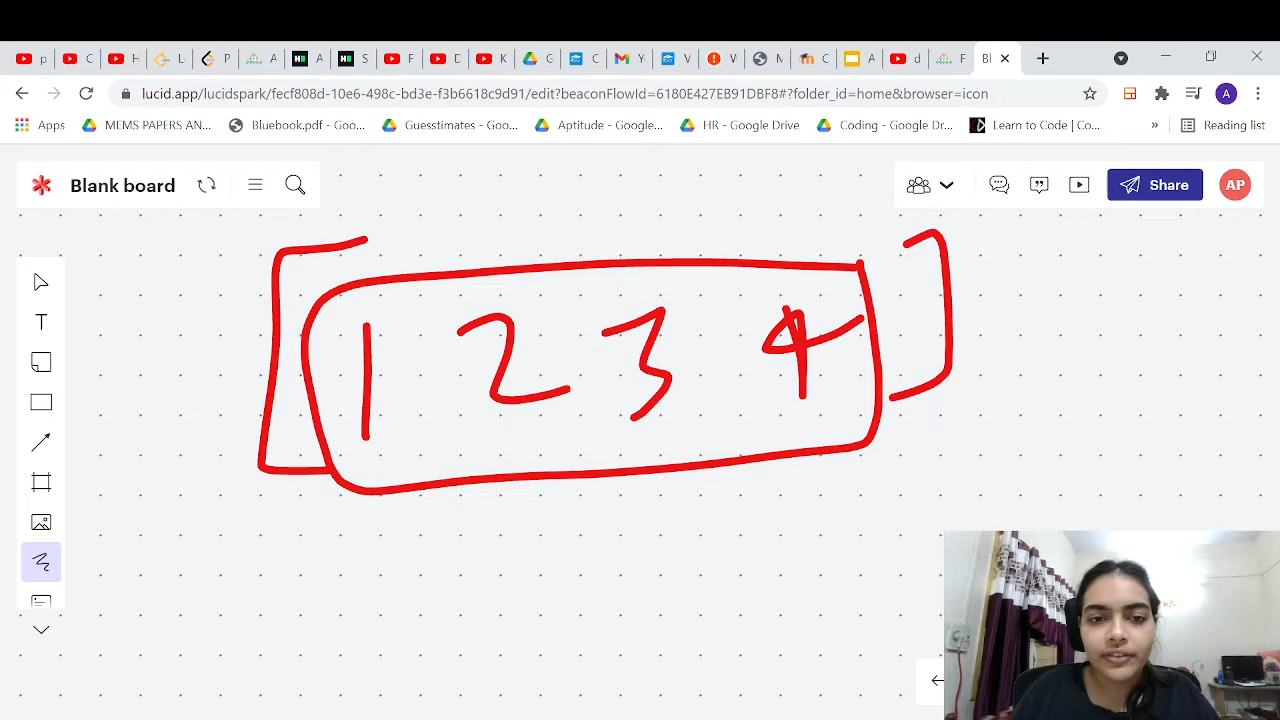 p C H L P A A S F D K G C Y V V M C A d F Bl
lucid.app/lucidspark/fecf808d-10e6-498c-bd3e-f3b6618c9d91/edit?beaconFlowId=6180E427EB91DBF8#?folder_id=home&browser=icon A
Apps MEMS PAPERS AN... Bluebook.pdf - Goo... Guesstimates - Goo... Aptitude - Google... HR - Google Drive Coding - Google Dr... Learn to Code | Co... » Reading list
Blank board Share AP
[1 2 3 4]
T